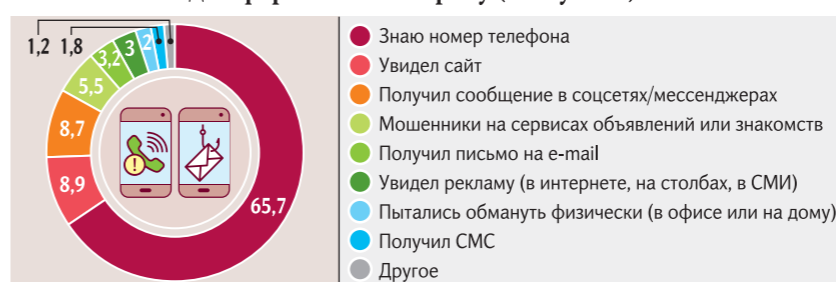 1,2 1,8
3,2
3
2
5,5
8,7
8,9
65,7
!
Знаю номер телефона
Увидел сайт
Получил сообщение в соцсетях/мессенджерах
Мошенники на сервисах объявлений или знакомств
Получил письмо на e-mail
Увидел рекламу (в интернете, на столбах, в СМИ)
Пытались обмануть физически (в офисе или на дому)
Получил СМС
Другое